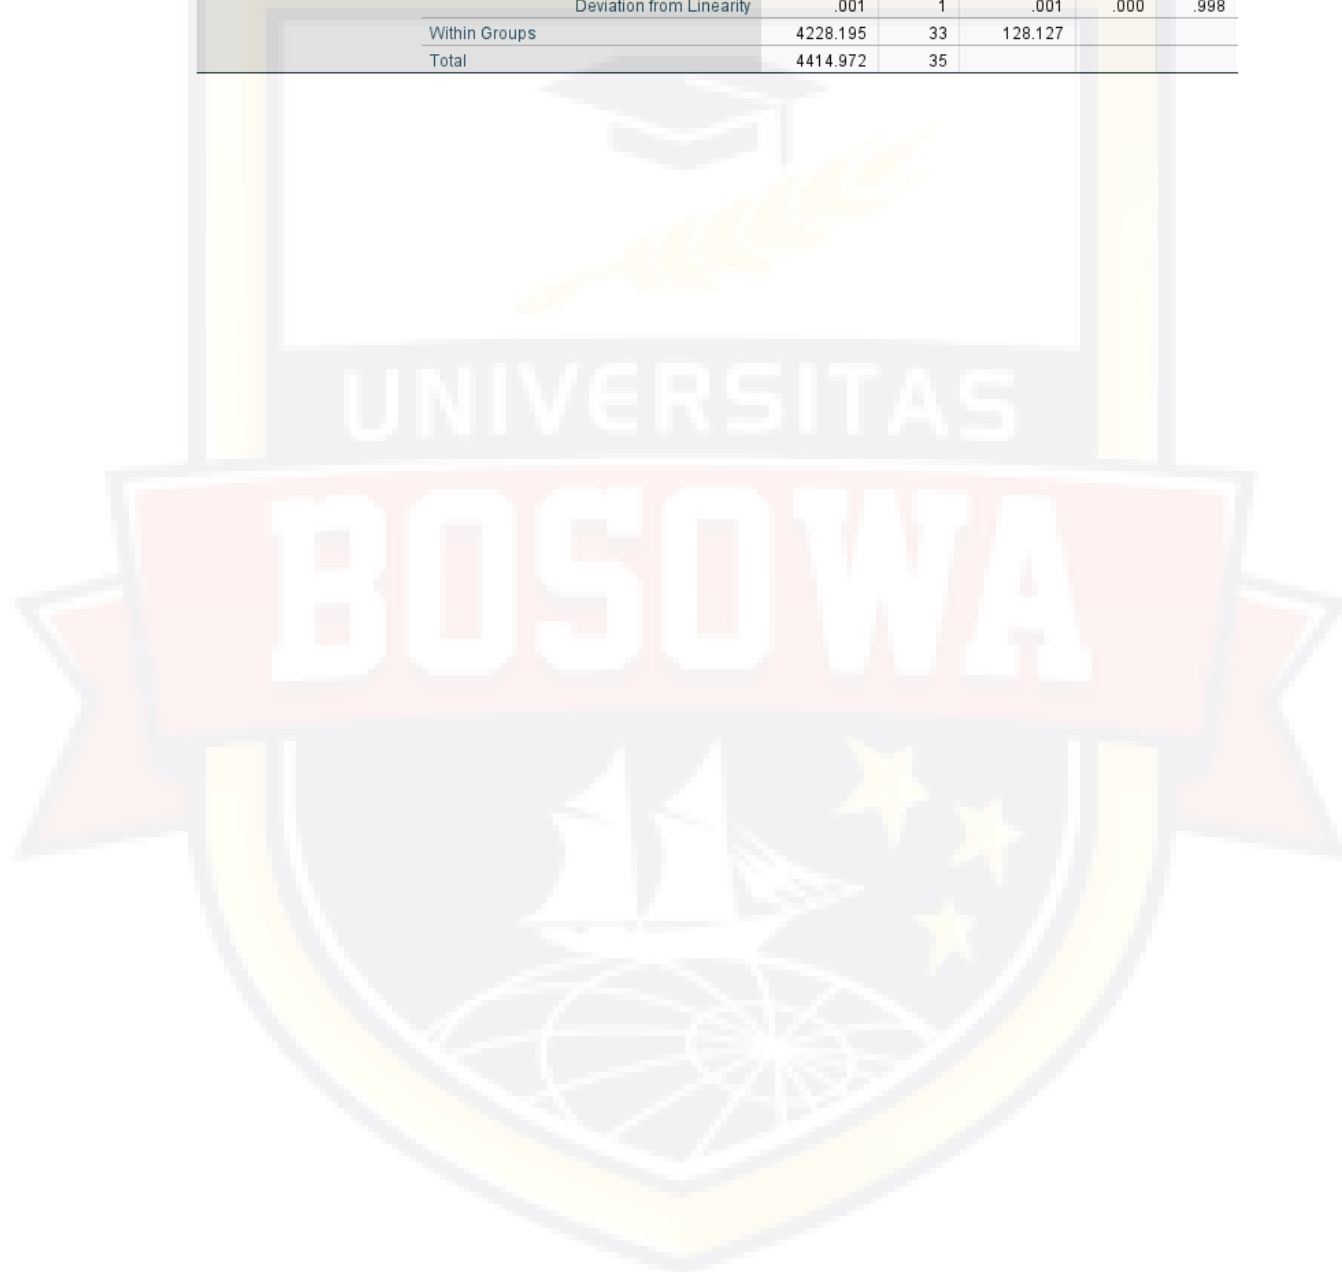 Deviation from Linearity .001 1 .001 .000 .998
Within Groups 4228.195 33 128.127
Total 4414.972 35
UNIVERSITAS
BOSOWA